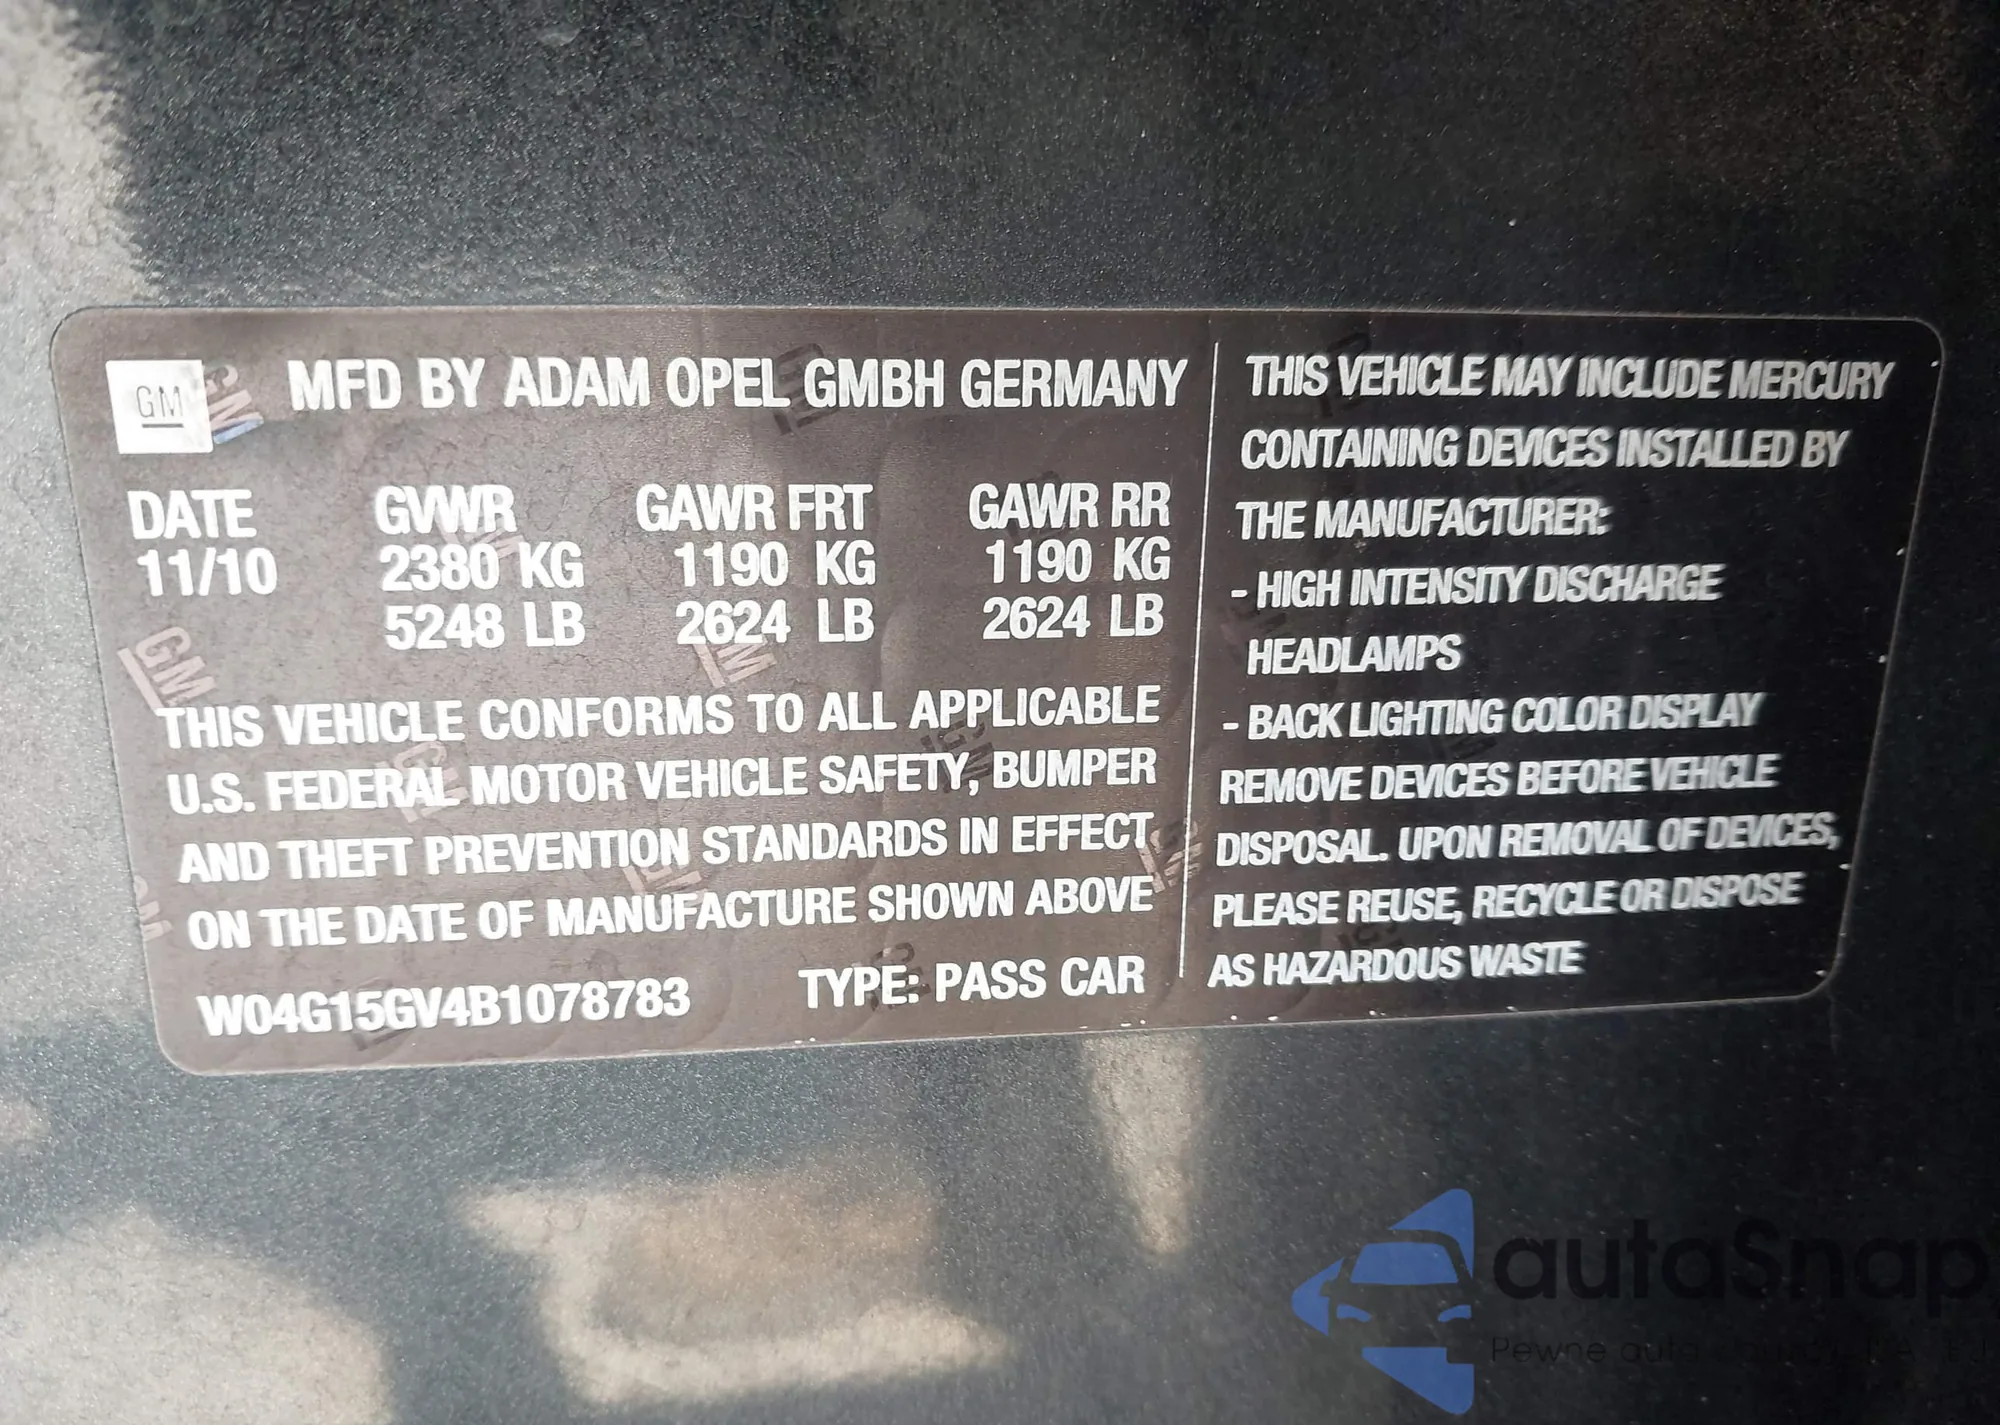 GM
MFD BY ADAM OPEL GMBH GERMANY
DATE GVWR GAWR FRT GAWR RR
11/10 2380 KG 1190 KG 1190 KG
5248 LB 2624 LB 2624 LB
THIS VEHICLE CONFORMS TO ALL APPLICABLE
U.S. FEDERAL MOTOR VEHICLE SAFETY, BUMPER
AND THEFT PREVENTION STANDARDS IN EFFECT
ON THE DATE OF MANUFACTURE SHOWN ABOVE
W04G15GV4B1078783 TYPE: PASS CAR
THIS VEHICLE MAY INCLUDE MERCURY
CONTAINING DEVICES INSTALLED BY
THE MANUFACTURER:
- HIGH INTENSITY DISCHARGE
HEADLAMPS
- BACK LIGHTING COLOR DISPLAY
REMOVE DEVICES BEFORE VEHICLE
DISPOSAL. UPON REMOVAL OF DEVICES,
PLEASE REUSE, RECYCLE OR DISPOSE
AS HAZARDOUS WASTE
autaSnap
Pewne auta